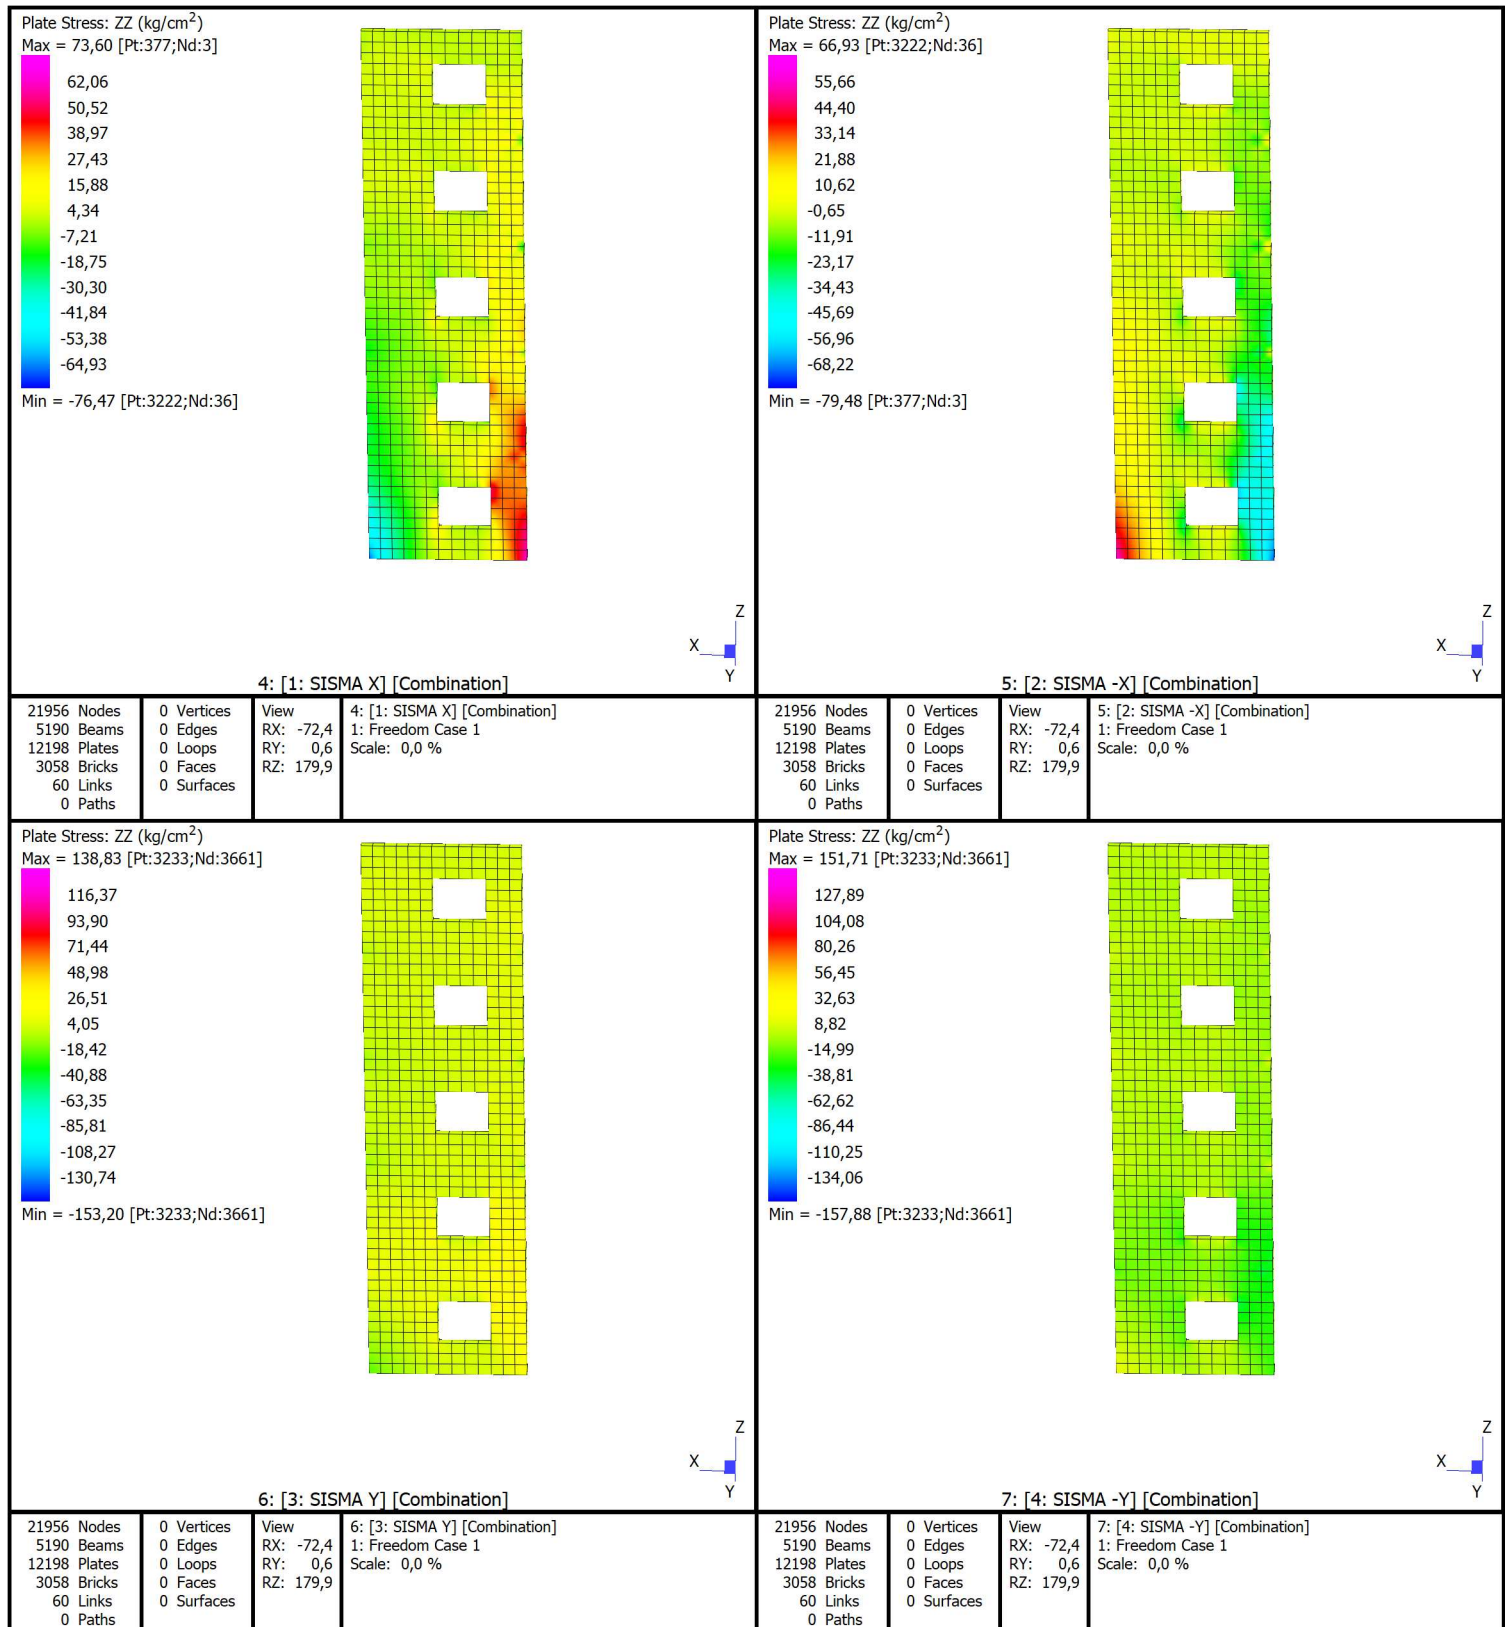 Plate Stress: ZZ (kg/cm²)
Max = 73,60 [Pt:377;Nd:3]
62,06
50,52
38,97
27,43
15,88
4,34
-7,21
-18,75
-30,30
-41,84
-53,38
-64,93
Min = -76,47 [Pt:3222;Nd:36]
Z
X
Y
4: [1: SISMA X] [Combination]
21956 Nodes 0 Vertices View 4: [1: SISMA X] [Combination]
5190 Beams 0 Edges RX: -72,4 1: Freedom Case 1
12198 Plates 0 Loops RY: 0,6 Scale: 0,0 %
3058 Bricks 0 Faces RZ: 179,9
60 Links 0 Surfaces
0 Paths
Plate Stress: ZZ (kg/cm²)
Max = 66,93 [Pt:3222;Nd:36]
55,66
44,40
33,14
21,88
10,62
-0,65
-11,91
-23,17
-34,43
-45,69
-56,96
-68,22
Min = -79,48 [Pt:377;Nd:3]
Z
X
Y
5: [2: SISMA -X] [Combination]
21956 Nodes 0 Vertices View 5: [2: SISMA -X] [Combination]
5190 Beams 0 Edges RX: -72,4 1: Freedom Case 1
12198 Plates 0 Loops RY: 0,6 Scale: 0,0 %
3058 Bricks 0 Faces RZ: 179,9
60 Links 0 Surfaces
0 Paths
Plate Stress: ZZ (kg/cm²)
Max = 138,83 [Pt:3233;Nd:3661]
116,37
93,90
71,44
48,98
26,51
4,05
-18,42
-40,88
-63,35
-85,81
-108,27
-130,74
Min = -153,20 [Pt:3233;Nd:3661]
Z
X
Y
6: [3: SISMA Y] [Combination]
21956 Nodes 0 Vertices View 6: [3: SISMA Y] [Combination]
5190 Beams 0 Edges RX: -72,4 1: Freedom Case 1
12198 Plates 0 Loops RY: 0,6 Scale: 0,0 %
3058 Bricks 0 Faces RZ: 179,9
60 Links 0 Surfaces
0 Paths
Plate Stress: ZZ (kg/cm²)
Max = 151,71 [Pt:3233;Nd:3661]
127,89
104,08
80,26
56,45
32,63
8,82
-14,99
-38,81
-62,62
-86,44
-110,25
-134,06
Min = -157,88 [Pt:3233;Nd:3661]
Z
X
Y
7: [4: SISMA -Y] [Combination]
21956 Nodes 0 Vertices View 7: [4: SISMA -Y] [Combination]
5190 Beams 0 Edges RX: -72,4 1: Freedom Case 1
12198 Plates 0 Loops RY: 0,6 Scale: 0,0 %
3058 Bricks 0 Faces RZ: 179,9
60 Links 0 Surfaces
0 Paths